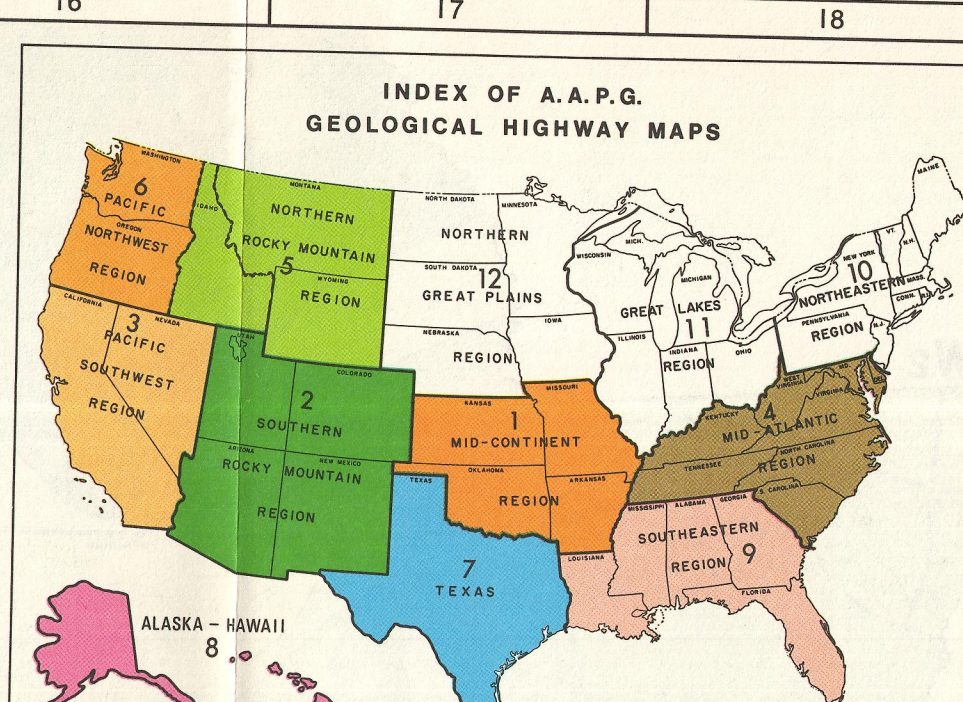 16
17
18
INDEX OF A.A.P.G.
GEOLOGICAL HIGHWAY MAPS
WASHINGTON
6
PACIFIC
OREGON
NORTHWEST
REGION
IDAHO
MONTANA
NORTHERN
ROCKY MOUNTAIN
5
WYOMING
REGION
NORTH DAKOTA
MINNESOTA
NORTHERN
SOUTH DAKOTA
12
GREAT PLAINS
NEBRASKA
IOWA
REGION
WISCONSIN
MICH.
MICHIGAN
GREAT LAKES
11
ILLINOIS
INDIANA
OHIO
REGION
MAINE
VT.
N.H.
NEW YORK
MASS.
10
NORTHEASTERN
CONN.
R.I.
PENNSYLVANIA
N.J.
REGION
CALIFORNIA
NEVADA
3
PACIFIC
SOUTHWEST
REGION
UTAH
COLORADO
2
SOUTHERN
ARIZONA
NEW MEXICO
ROCKY MOUNTAIN
REGION
KANSAS
MISSOURI
1
MID-CONTINENT
OKLAHOMA
ARKANSAS
REGION
WEST VIRGINIA
MD.
DEL.
VIRGINIA
KENTUCKY
4
MID-ATLANTIC
NORTH CAROLINA
TENNESSEE
REGION
S. CAROLINA
TEXAS
7
TEXAS
MISSISSIPPI
ALABAMA
GEORGIA
SOUTHEASTERN
LOUISIANA
REGION
9
FLORIDA
ALASKA – HAWAII
8